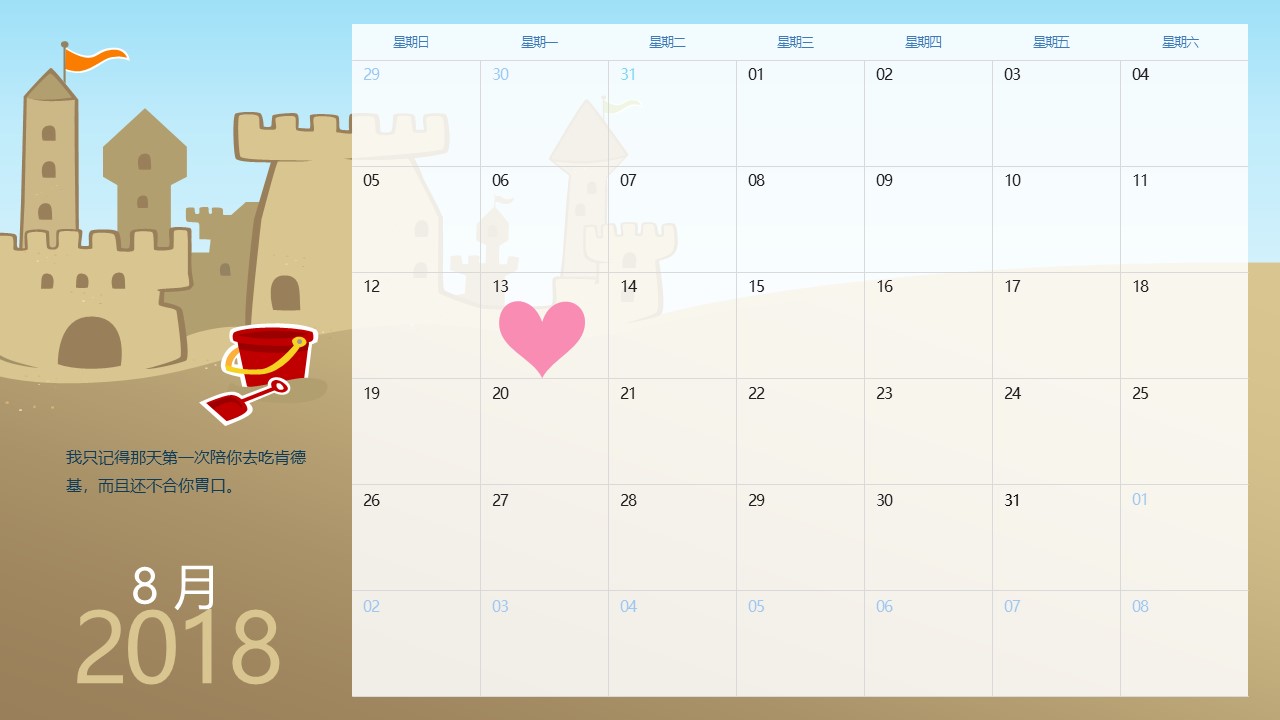 星期日 星期一 星期二 星期三 星期四 星期五 星期六
29 30 31 01 02 03 04
05 06 07 08 09 10 11
12 13 14 15 16 17 18
19 20 21 22 23 24 25
26 27 28 29 30 31 01
02 03 04 05 06 07 08
我只记得那天第一次陪你去吃肯德
基，而且还不合你胃口。
8 月
2018